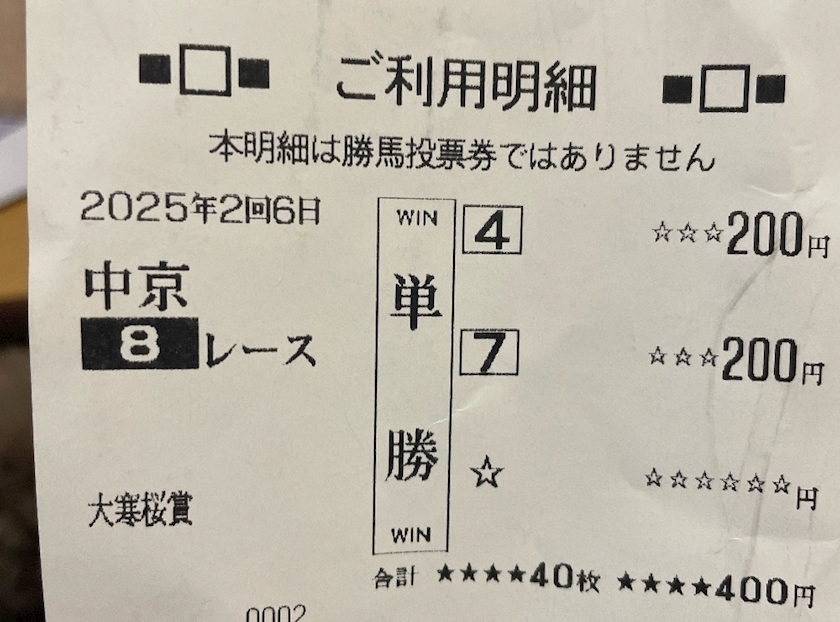 ■□■ ご利用明細 ■□■
本明細は勝馬投票券ではありません
2025年2回6日
中京
8レース
大寒桜賞
WIN
単勝
WIN
4 ☆☆☆200円
7 ☆☆☆200円
☆ ☆☆☆☆☆☆円
合計 ★★★★40枚 ★★★★400円
0002